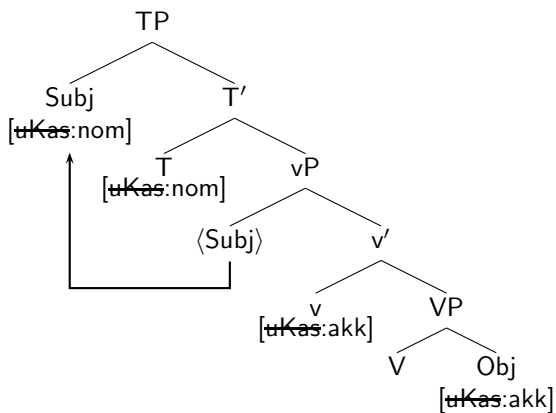 TP
Subj T′
[uKas:nom]
T vP
[uKas:nom]
⟨Subj⟩ v′
v VP
[uKas:akk]
V Obj
[uKas:akk]